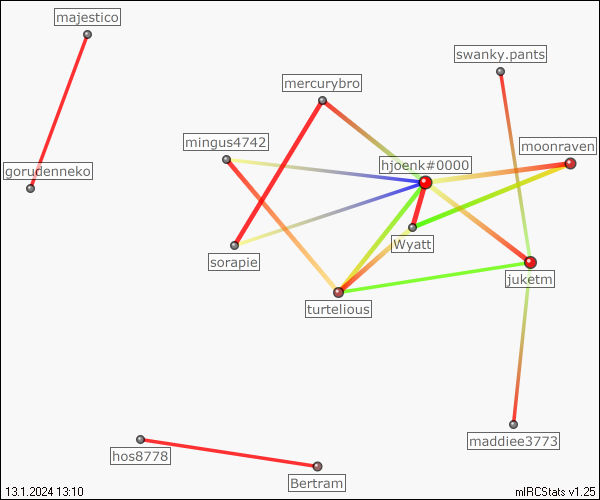 majestico
swanky.pants
mercurybro
mingus4742
moonraven
hjoenk#0000
gorudenneko
Wyatt
sorapie
juketm
turtelious
maddiee3773
hos8778
Bertram
13.1.2024 13:10
mIRCStats v1.25